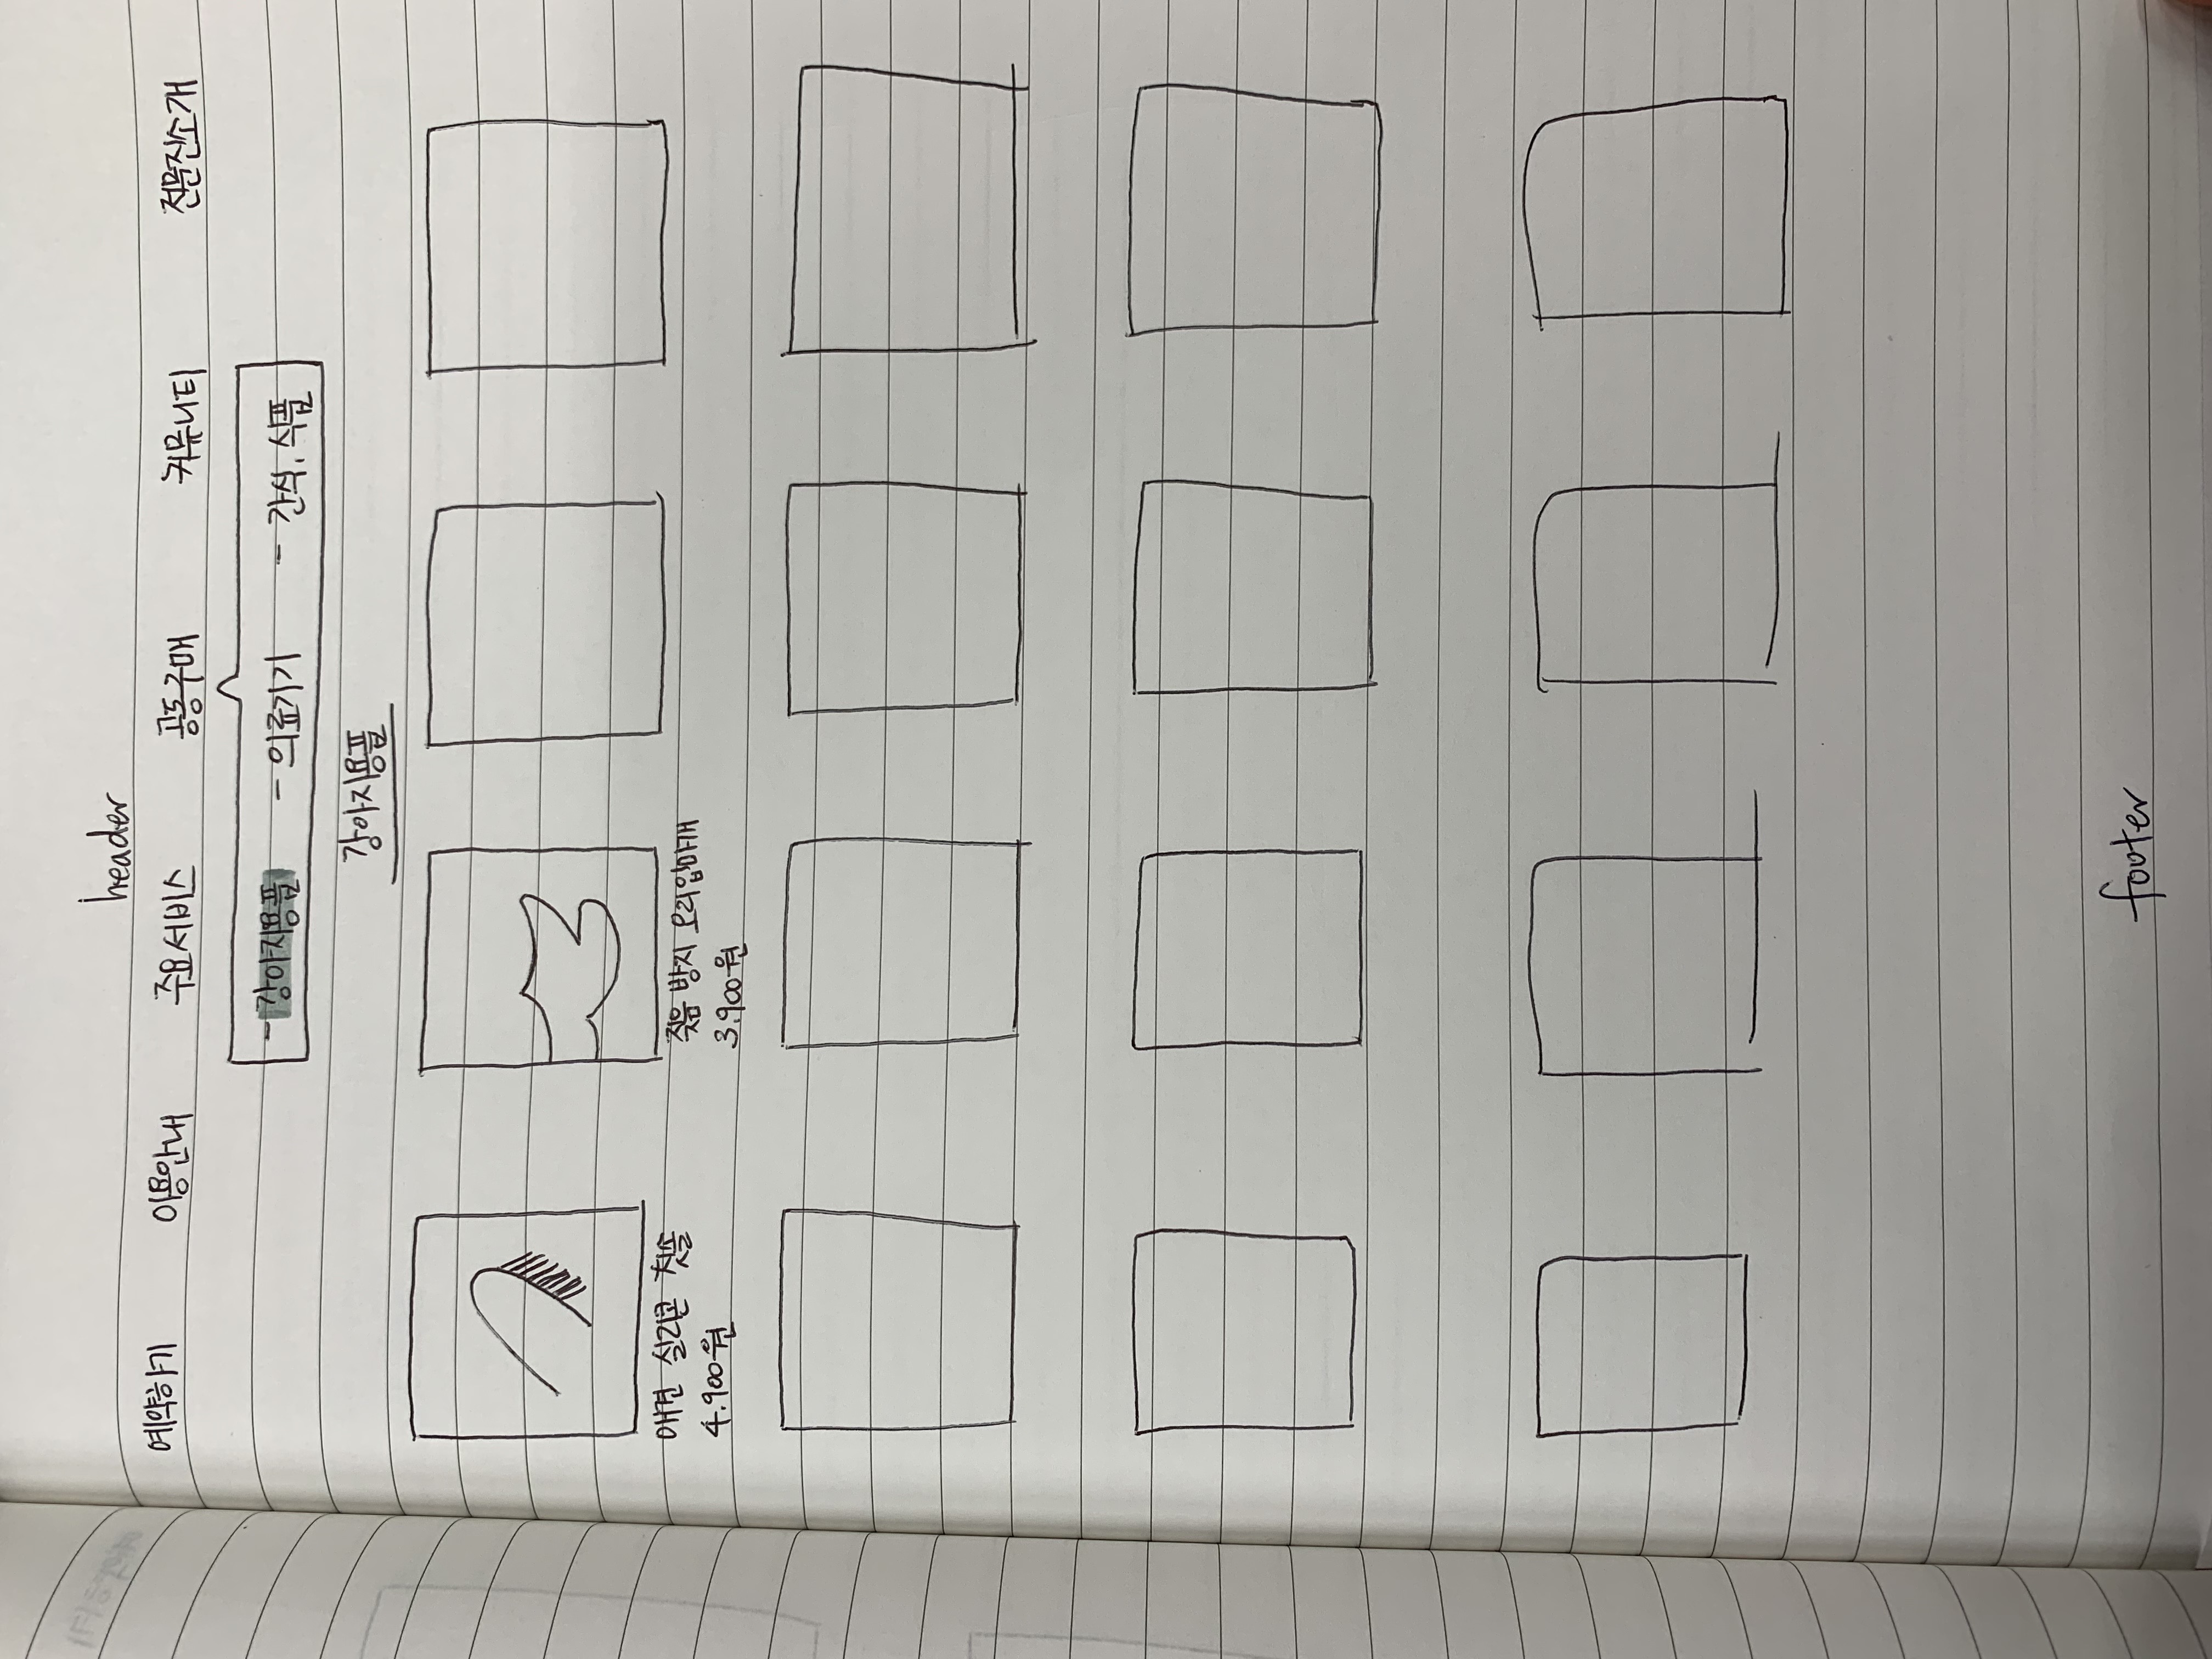 header
예약하기 이용안내 주요서비스 공동구매 커뮤니티 전문진소개
- 강아지용품 - 의료기기 - 간식, 식품
강아지용품
애견 실리콘 칫솔
4,900원
짖음 방지 오리입마개
3,900원
footer